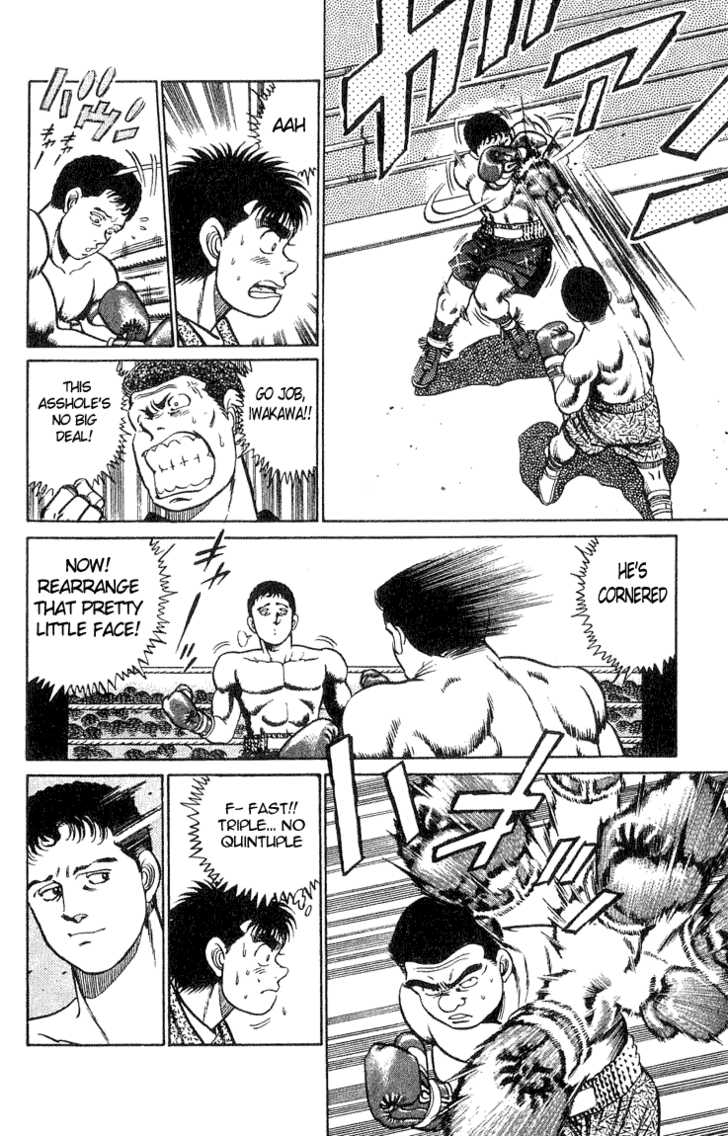 AAH
GO JOB,
IWAKAWA!!
THIS
ASSHOLE'S
NO BIG
DEAL!
HE'S
CORNERED
NOW!
REARRANGE
THAT PRETTY
LITTLE FACE!
F- FAST!!
TRIPLE... NO
QUINTUPLE